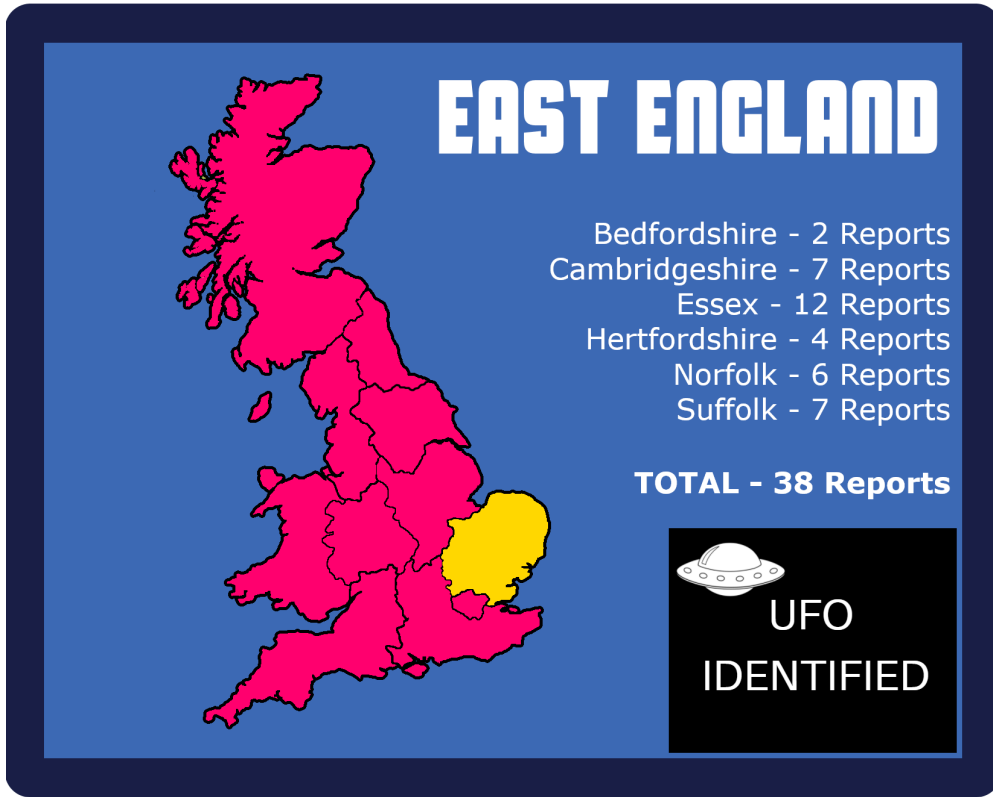 EAST ENGLAND
Bedfordshire - 2 Reports
Cambridgeshire - 7 Reports
Essex - 12 Reports
Hertfordshire - 4 Reports
Norfolk - 6 Reports
Suffolk - 7 Reports
TOTAL - 38 Reports
UFO
IDENTIFIED